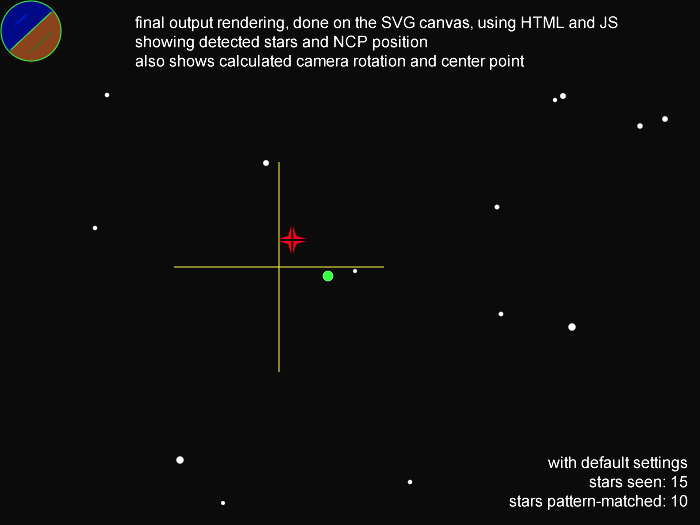 final output rendering, done on the SVG canvas, using HTML and JS
showing detected stars and NCP position
also shows calculated camera rotation and center point
with default settings
stars seen: 15
stars pattern-matched: 10